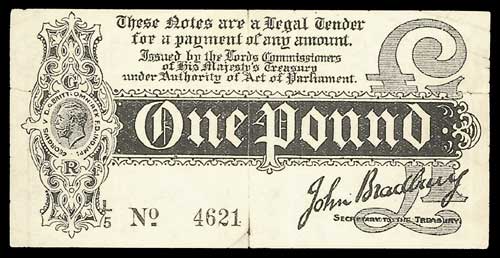 These Notes are a Legal Tender
for a payment of any amount.
Issued by the Lords Commissioners
of His Majesty's Treasury
under Authority of Act of Parliament.
G
R
One Pound
£
L/5 No 4621
John Bradbury
SECRETARY TO THE TREASURY.